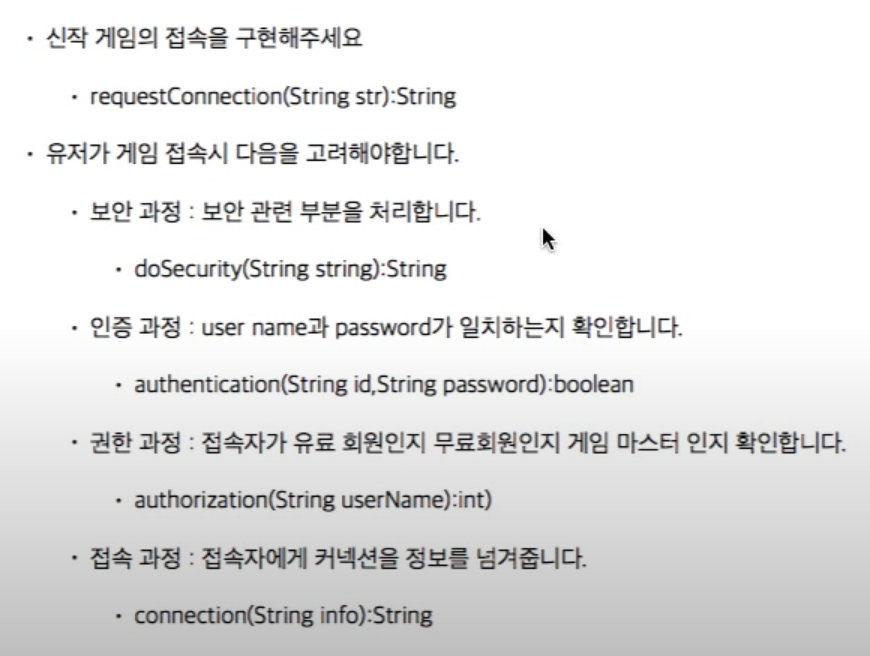 · 신작 게임의 접속을 구현해주세요
· requestConnection(String str):String
· 유저가 게임 접속시 다음을 고려해야합니다.
· 보안 과정 : 보안 관련 부분을 처리합니다.
· doSecurity(String string):String
· 인증 과정 : user name과 password가 일치하는지 확인합니다.
· authentication(String id,String password):boolean
· 권한 과정 : 접속자가 유료 회원인지 무료회원인지 게임 마스터 인지 확인합니다.
· authorization(String userName):int)
· 접속 과정 : 접속자에게 커넥션을 정보를 넘겨줍니다.
· connection(String info):String